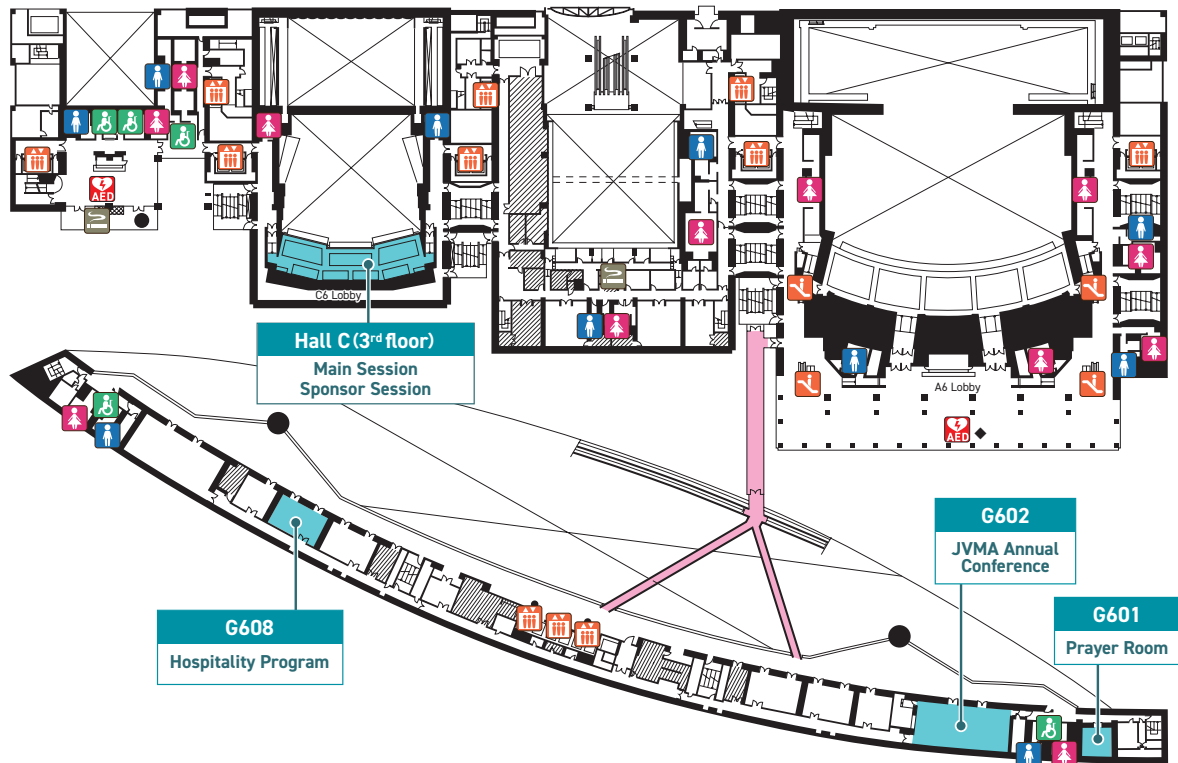 AED
C6 Lobby
Hall C (3rd floor)
Main Session
Sponsor Session
A6 Lobby
AED
G602
JVMA Annual
Conference
G601
Prayer Room
G608
Hospitality Program